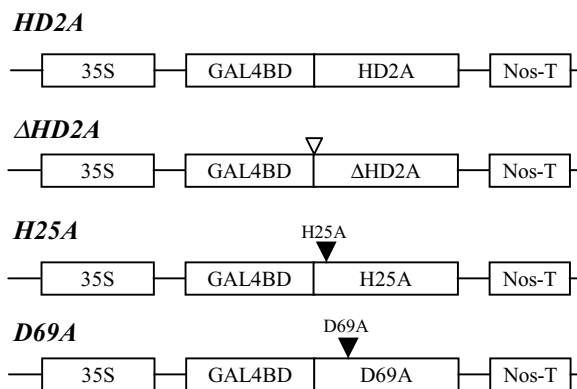 HD2A
35S GAL4BD HD2A Nos-T
ΔHD2A
35S GAL4BD ΔHD2A Nos-T
H25A
H25A
35S GAL4BD H25A Nos-T
D69A
D69A
35S GAL4BD D69A Nos-T